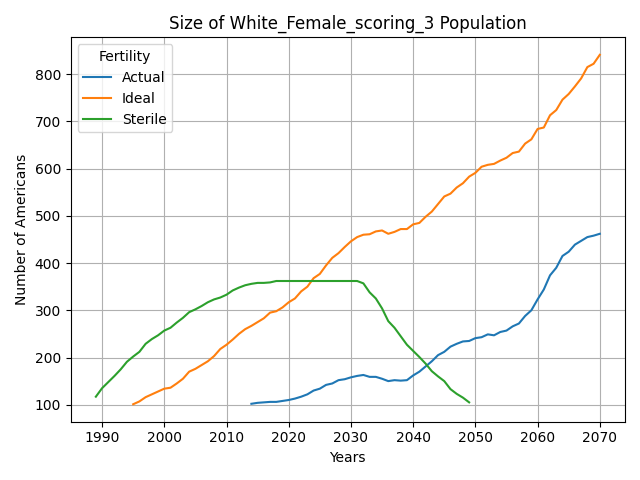 Size of White_Female_scoring_3 Population
Fertility
Actual
Ideal
Sterile
Number of Americans
800
700
600
500
400
300
200
100
1990 2000 2010 2020 2030 2040 2050 2060 2070
Years